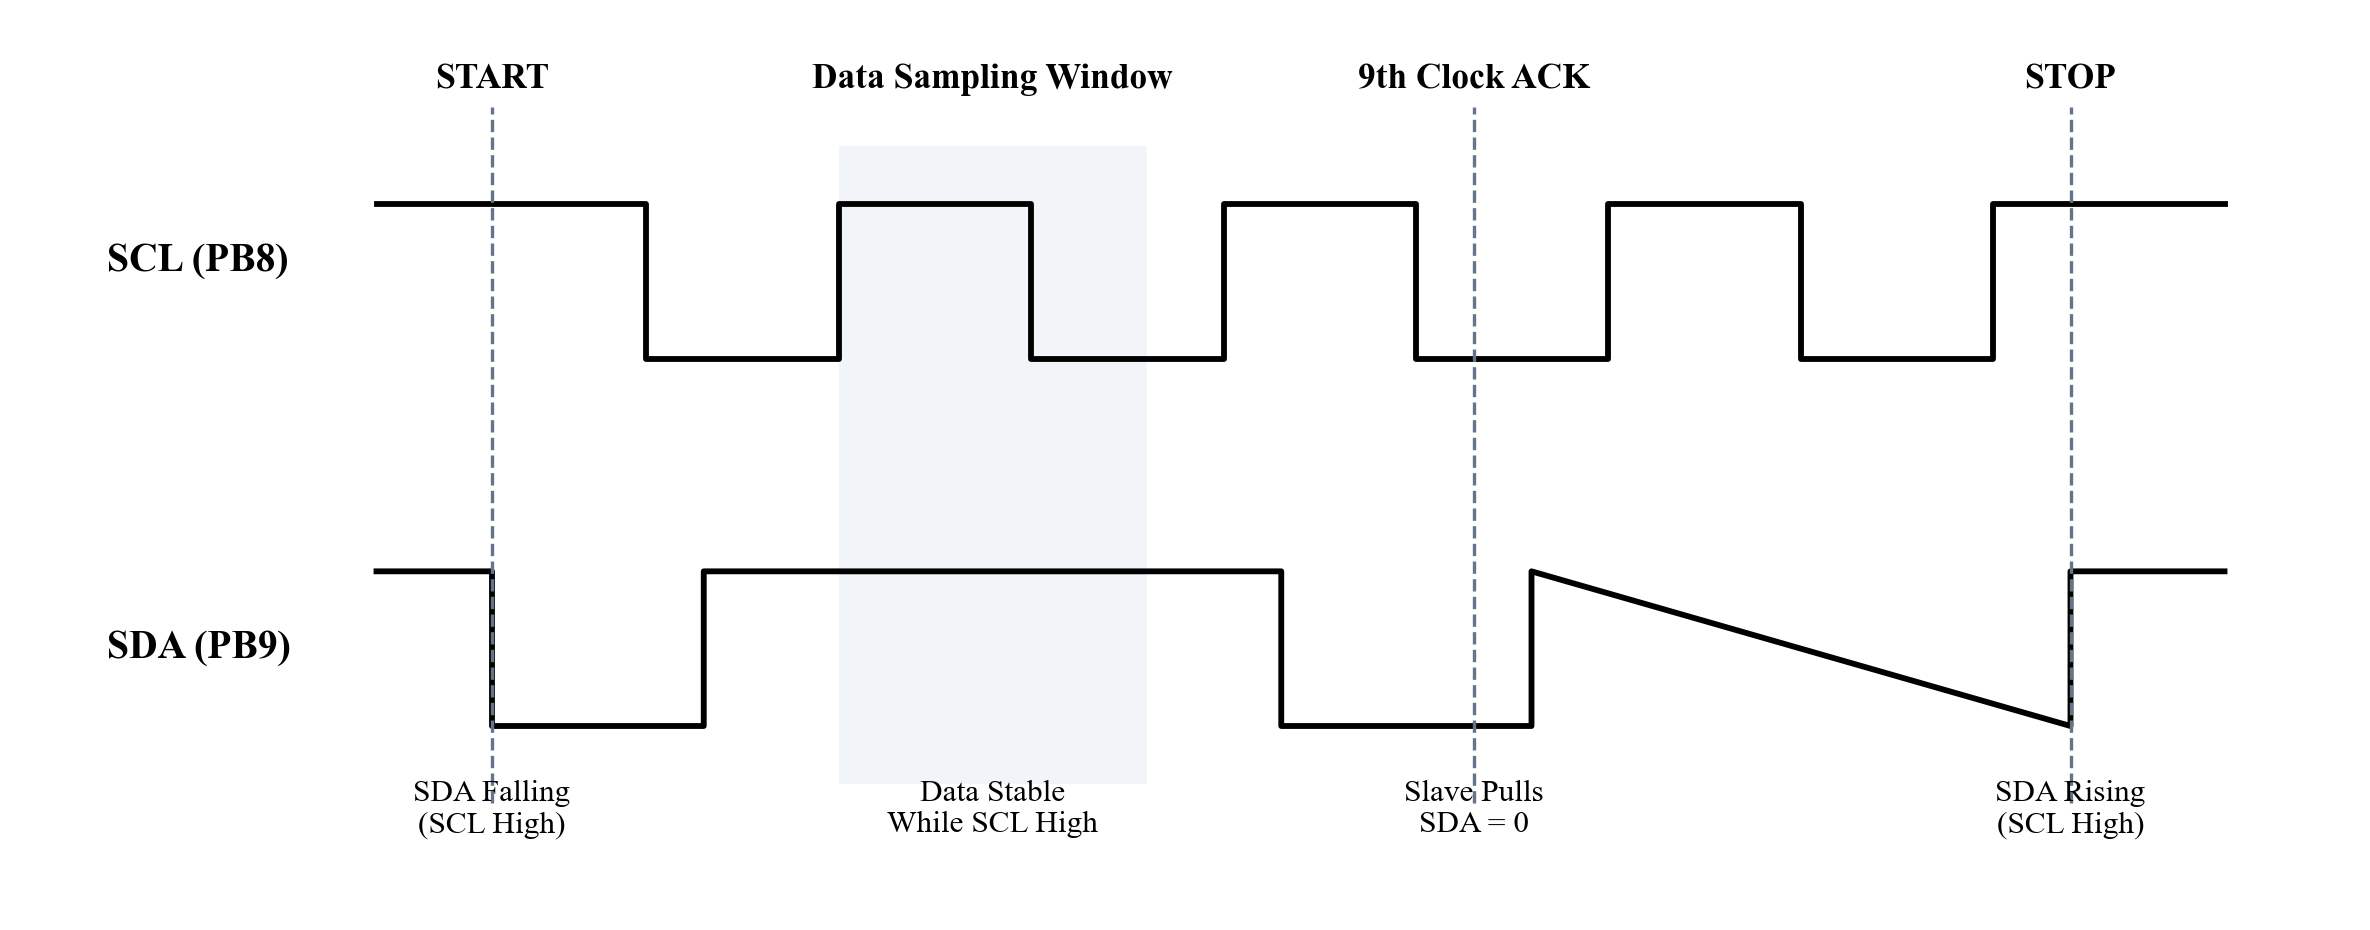 START
Data Sampling Window
9th Clock ACK
STOP
SCL (PB8)
SDA (PB9)
SDA Falling
(SCL High)
Data Stable
While SCL High
Slave Pulls
SDA = 0
SDA Rising
(SCL High)